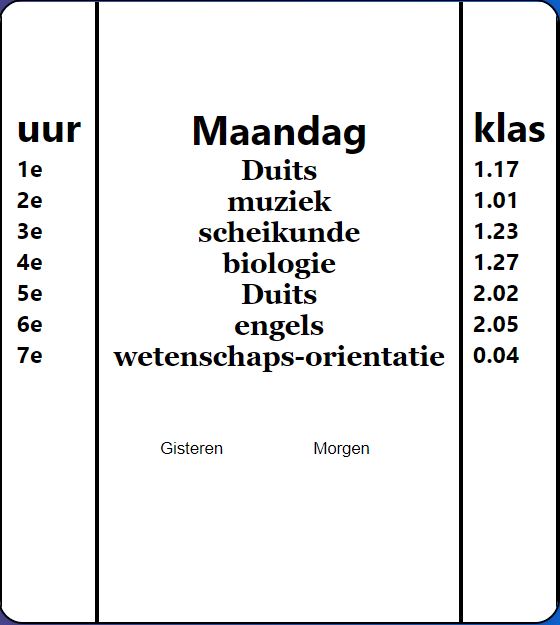 uur Maandag klas
1e Duits 1.17
2e muziek 1.01
3e scheikunde 1.23
4e biologie 1.27
5e Duits 2.02
6e engels 2.05
7e wetenschaps-orientatie 0.04
Gisteren Morgen